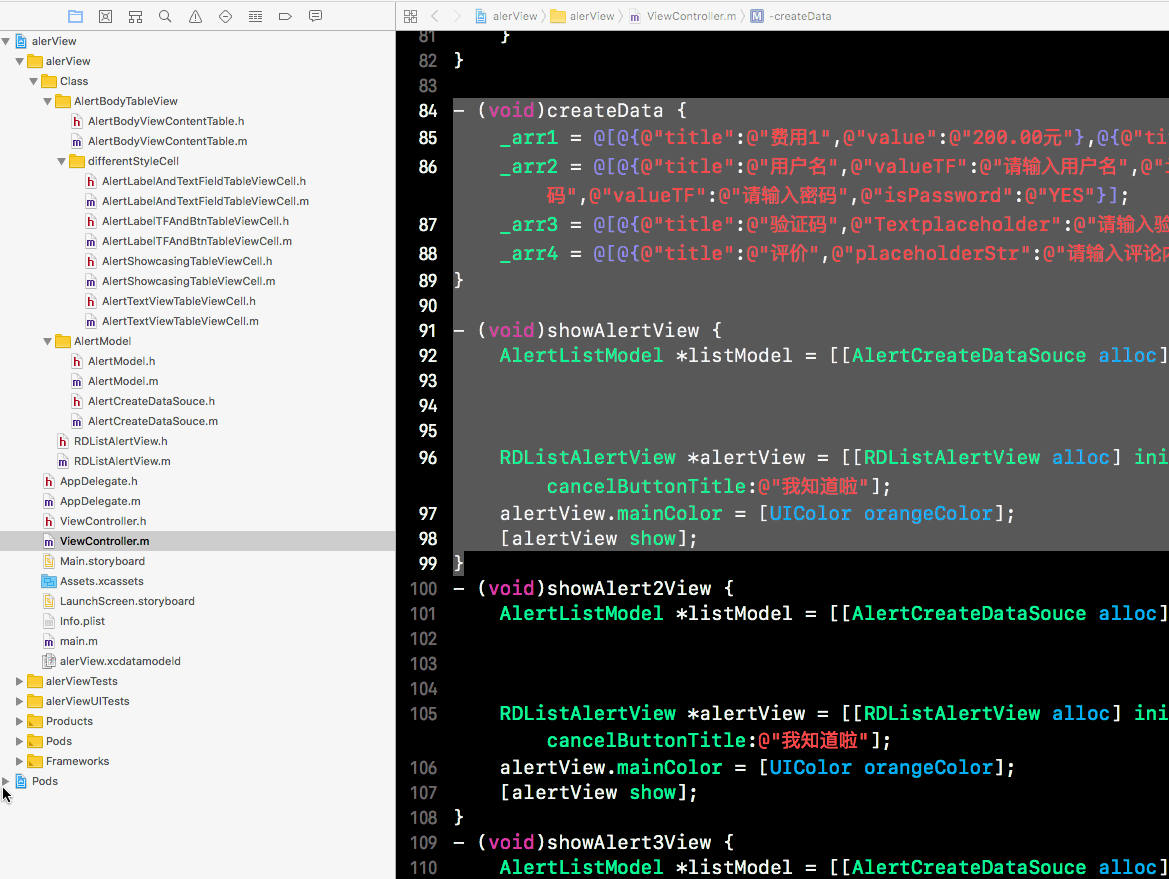 alerView
alerView
Class
AlertBodyTableView
AlertBodyViewContentTable.h
AlertBodyViewContentTable.m
differentStyleCell
AlertLabelAndTextFieldTableViewCell.h
AlertLabelAndTextFieldTableViewCell.m
AlertLabelTFAndBtnTableViewCell.h
AlertLabelTFAndBtnTableViewCell.m
AlertShowcasingTableViewCell.h
AlertShowcasingTableViewCell.m
AlertTextViewTableViewCell.h
AlertTextViewTableViewCell.m
AlertModel
AlertModel.h
AlertModel.m
AlertCreateDataSouce.h
AlertCreateDataSouce.m
RDListAlertView.h
RDListAlertView.m
AppDelegate.h
AppDelegate.m
ViewController.h
ViewController.m
Main.storyboard
Assets.xcassets
LaunchScreen.storyboard
Info.plist
main.m
alerView.xcdatamodeld
alerViewTests
alerViewUITests
Products
Pods
Frameworks
Pods
alerView 〉 alerView 〉 ViewController.m 〉 M -createData
81 }
82 }
83
84 - (void)createData {
85 _arr1 = @[@{@"title":@"费用1",@"value":@"200.00元"},@{@"ti
86 _arr2 = @[@{@"title":@"用户名",@"valueTF":@"请输入用户名",@"
码",@"valueTF":@"请输入密码",@"isPassword":@"YES"}];
87 _arr3 = @[@{@"title":@"验证码",@"Textplaceholder":@"请输入验
88 _arr4 = @[@{@"title":@"评价",@"placeholderStr":@"请输入评论内
89 }
90
91 - (void)showAlertView {
92 AlertListModel *listModel = [[AlertCreateDataSouce alloc]
93
94
95
96 RDListAlertView *alertView = [[RDListAlertView alloc] ini
cancelButtonTitle:@"我知道啦"];
97 alertView.mainColor = [UIColor orangeColor];
98 [alertView show];
99 }
100 - (void)showAlert2View {
101 AlertListModel *listModel = [[AlertCreateDataSouce alloc]
102
103
104
105 RDListAlertView *alertView = [[RDListAlertView alloc] ini
cancelButtonTitle:@"我知道啦"];
106 alertView.mainColor = [UIColor orangeColor];
107 [alertView show];
108 }
109 - (void)showAlert3View {
110 AlertListModel *listModel = [[AlertCreateDataSouce alloc]